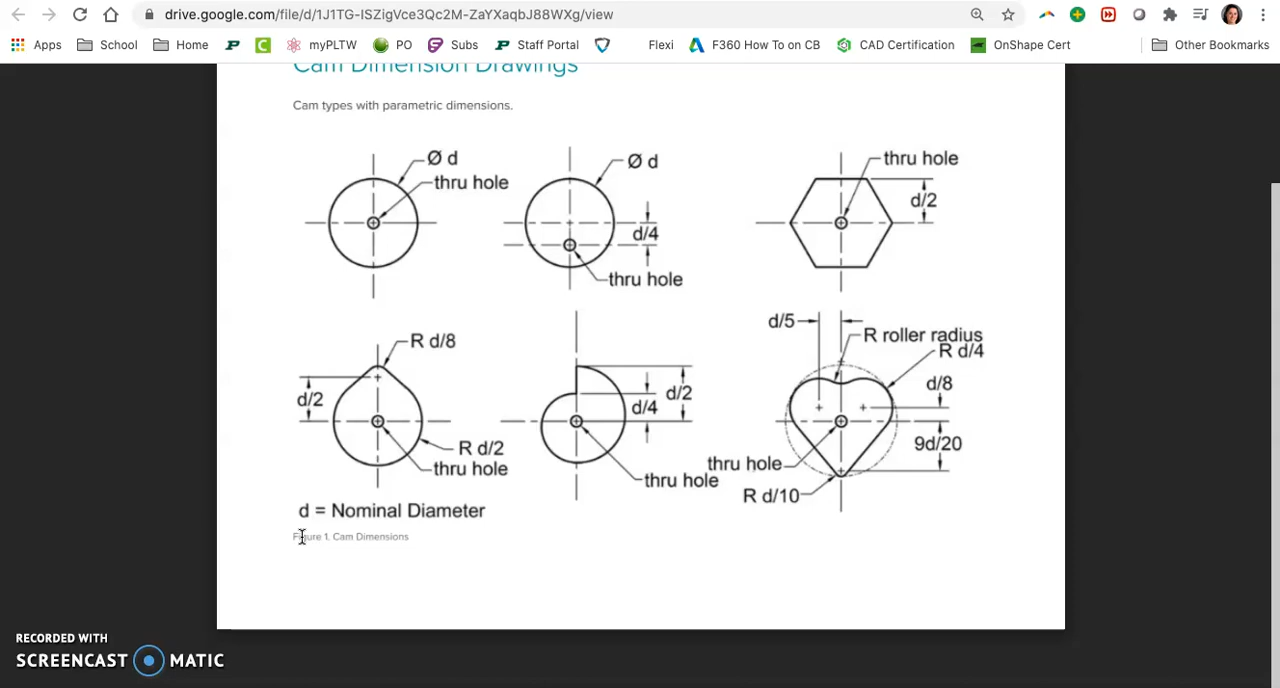 drive.google.com/file/d/1J1TG-ISZigVce3Qc2M-ZaYXaqbJ88WXg/view
Apps School Home myPLTW PO Subs Staff Portal Flexi F360 How To on CB CAD Certification OnShape Cert Other Bookmarks
Cam Dimension Drawings
Cam types with parametric dimensions.
Ø d
thru hole
Ø d
d/4
thru hole
thru hole
d/2
R d/8
d/2
R d/2
thru hole
d/2
d/4
thru hole
d/5
R roller radius
R d/4
d/8
9d/20
thru hole
R d/10
d = Nominal Diameter
Figure 1. Cam Dimensions
RECORDED WITH
SCREENCAST MATIC